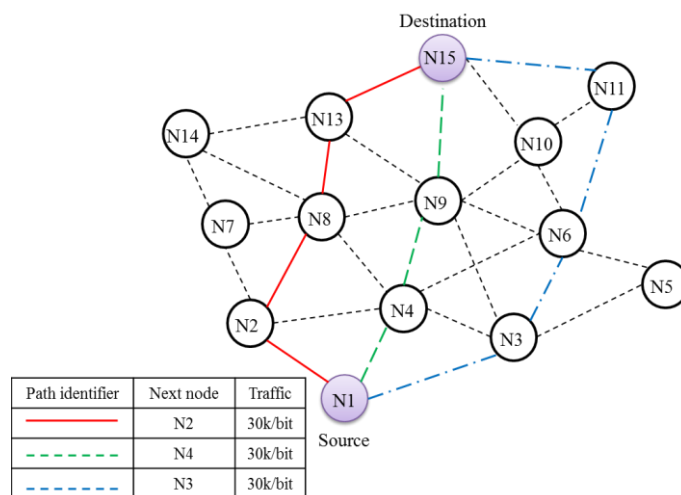 Destination
N15
N11
N13
N14
N10
N9
N8
N7
N6
N5
N4
N2
N3
N1
Source
Path identifier Next node Traffic
N2 30k/bit
N4 30k/bit
N3 30k/bit